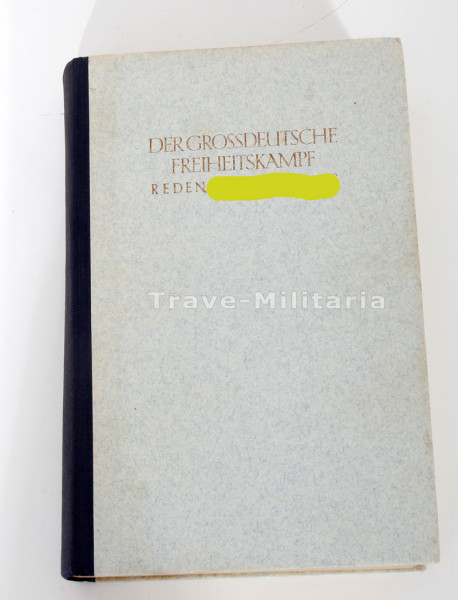 DER GROSSDEUTSCHE
FREIHEITSKAMPF
REDEN
Trave-Militaria